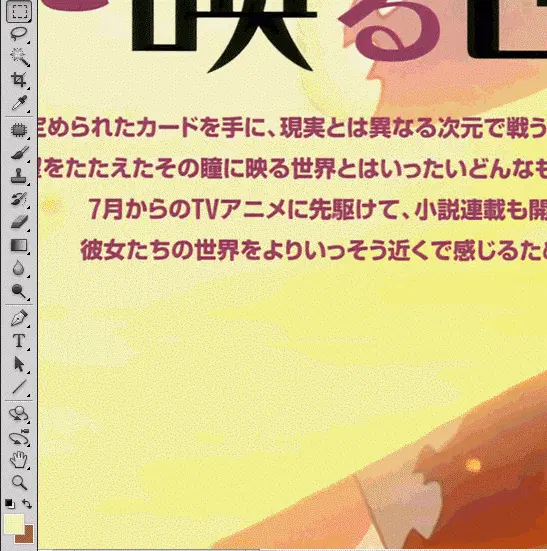 映る
められたカードを手に、現実とは異なる次元で戦う
をたたえたその瞳に映る世界とはいったいどんなも
7月からのTVアニメに先駆けて、小説連載も開
彼女たちの世界をよりいっそう近くで感じるため
T